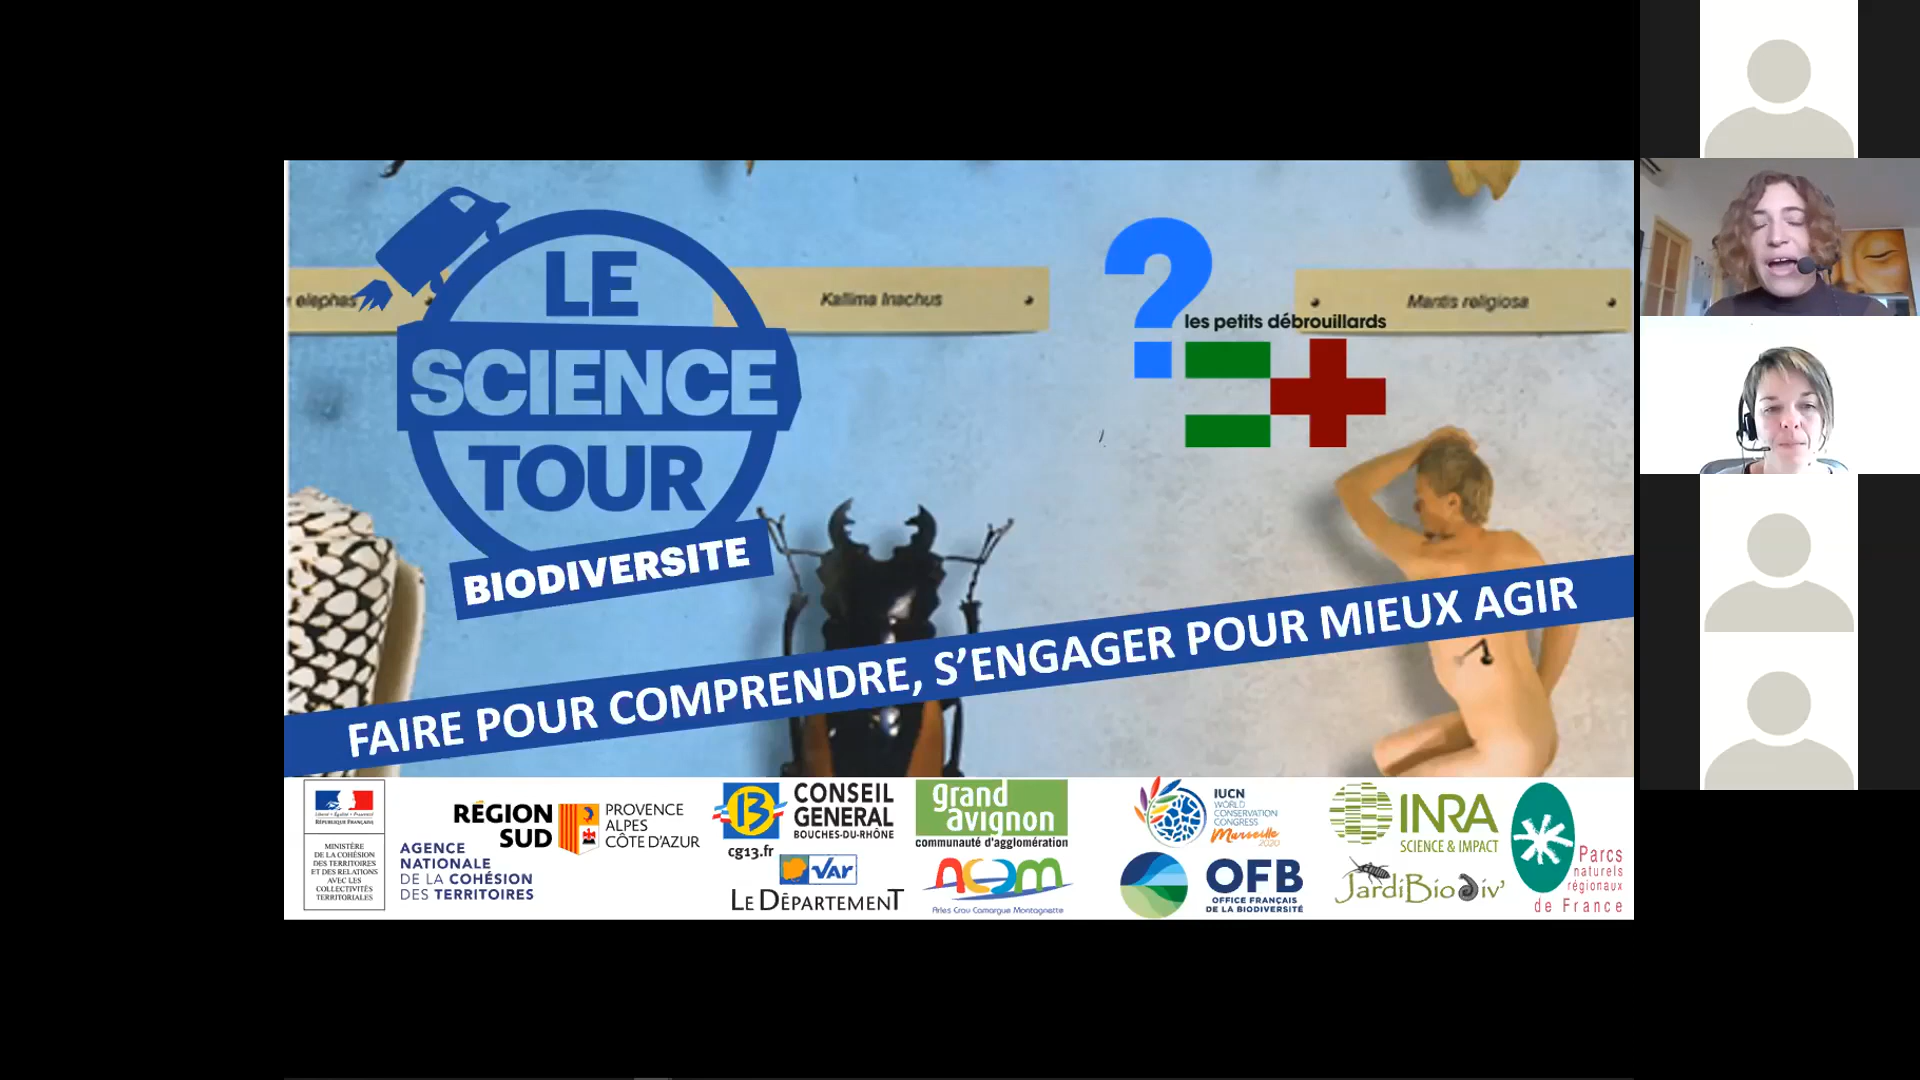 LE
SCIENCE
TOUR
BIODIVERSITE
elephas
Kallima Inachus
Mantis religiosa
?
les petits débrouillards
FAIRE POUR COMPRENDRE, S'ENGAGER POUR MIEUX AGIR
RÉPUBLIQUE FRANÇAISE
MINISTÈRE
DE LA COHÉSION
DES TERRITOIRES
ET DES RELATIONS
AVEC LES
COLLECTIVITÉS
TERRITORIALES
AGENCE
NATIONALE
DE LA COHÉSION
DES TERRITOIRES
RÉGION
SUD
PROVENCE
ALPES
CÔTE D'AZUR
13
CONSEIL
GENERAL
BOUCHES-DU-RHÔNE
cg13.fr
VAr
LE DÉPARTEMENT
grand
avignon
communauté d'agglomération
accm
Arles Crau Camargue Montagnette
IUCN
WORLD
CONSERVATION
CONGRESS
Marseille
2020
OFB
OFFICE FRANÇAIS
DE LA BIODIVERSITÉ
INRA
SCIENCE & IMPACT
JardiBiodiv'
Parcs
naturels
régionaux
de France